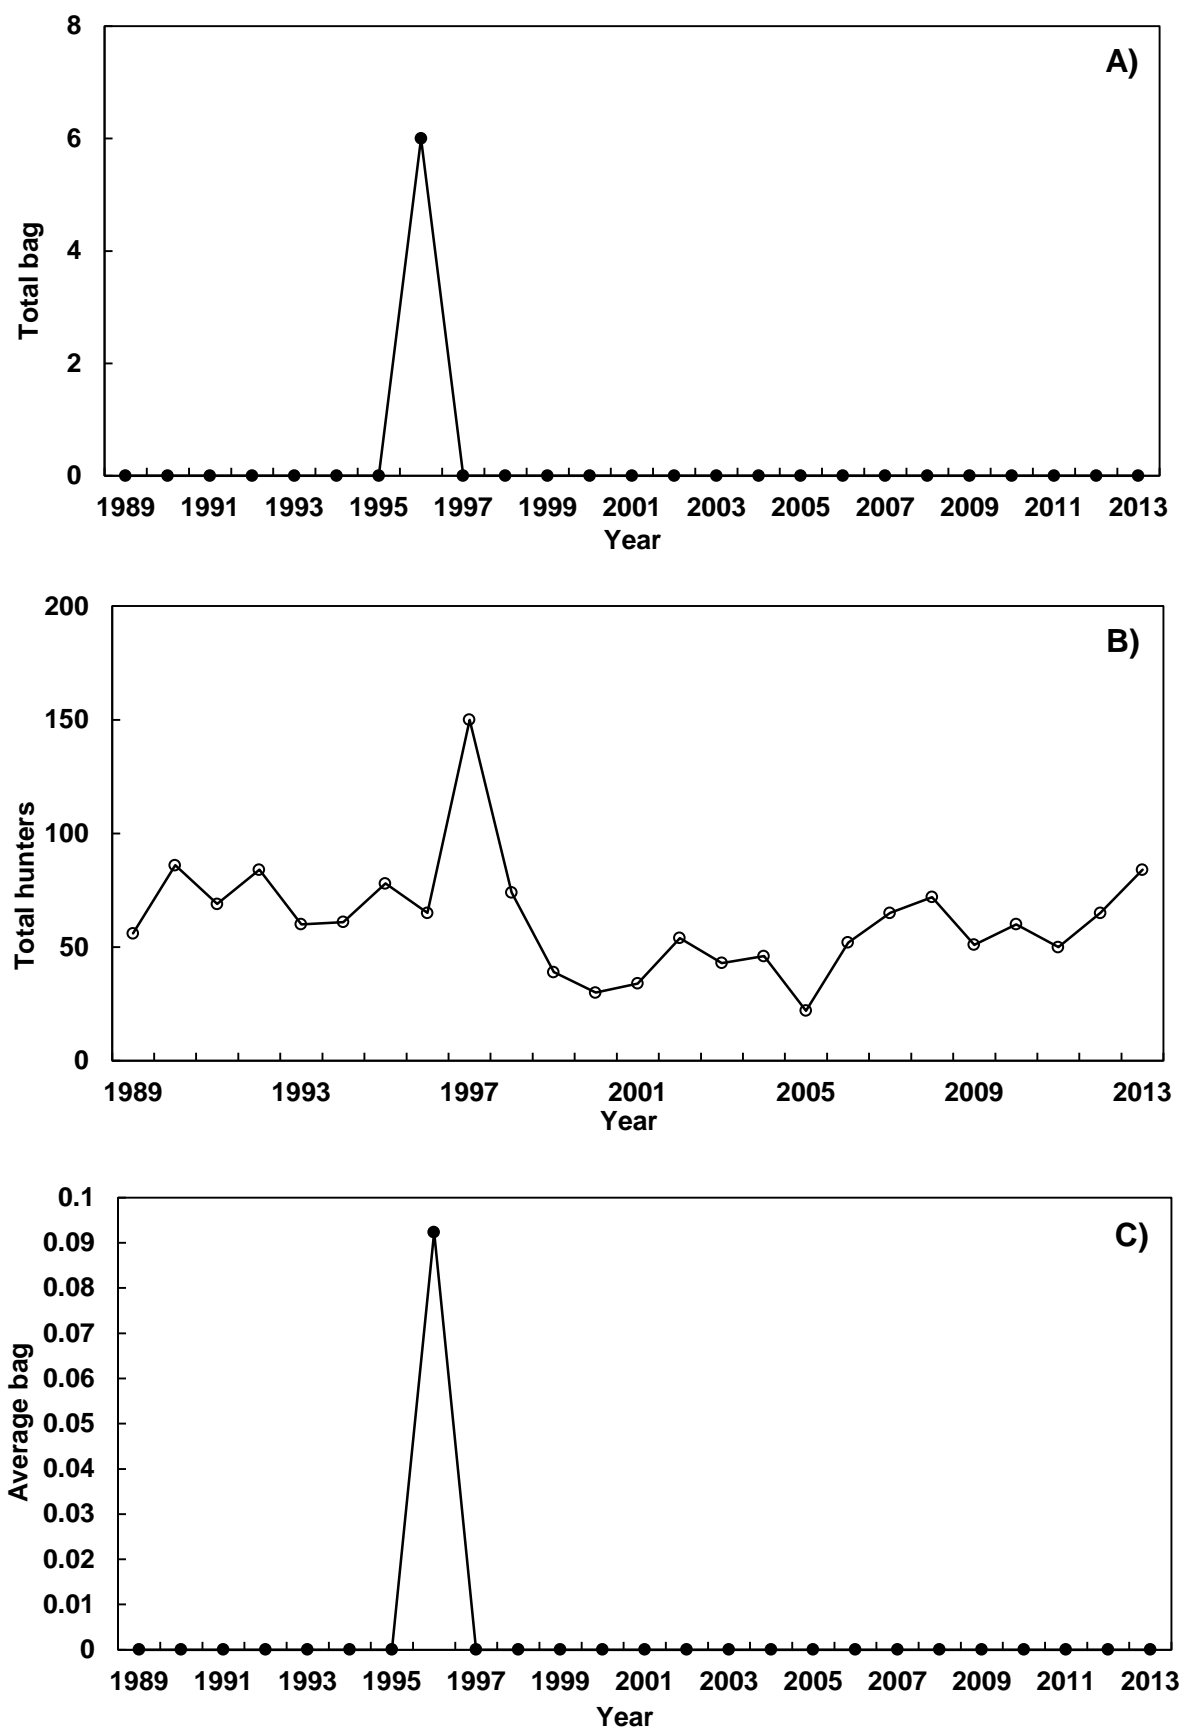 8
A)
6
4
2
0
Total bag
1989 1991 1993 1995 1997 1999 2001 2003 2005 2007 2009 2011 2013
Year
200
B)
150
100
50
0
Total hunters
1989 1993 1997 2001 2005 2009 2013
Year
0.1
C)
0.09
0.08
0.07
0.06
0.05
0.04
0.03
0.02
0.01
0
Average bag
1989 1991 1993 1995 1997 1999 2001 2003 2005 2007 2009 2011 2013
Year